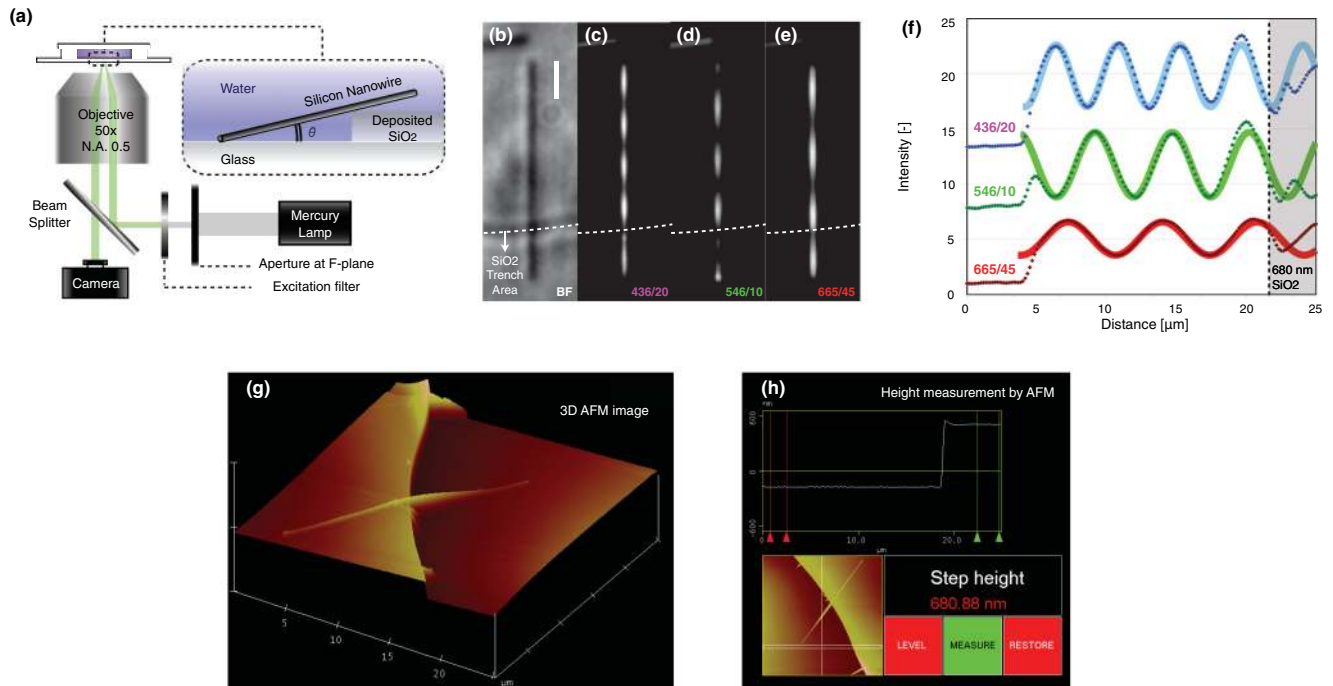 (a)
Objective
50x
N.A. 0.5
Beam
Splitter
Camera
Mercury
Lamp
Aperture at F-plane
Excitation filter
Water
Silicon Nanowire
θ
Deposited
SiO2
Glass
(b)
SiO2
Trench
Area
BF
(c)
436/20
(d)
546/10
(e)
665/45
(f)
Intensity [-]
25
20
15
10
5
0
436/20
546/10
665/45
680 nm
SiO2
0
5
10
15
20
25
Distance [μm]
(g)
3D AFM image
5
10
15
20
μm
(h)
Height measurement by AFM
600
0
-600
0
10.0
20.0
μm
Step height
680.88 nm
LEVEL
MEASURE
RESTORE